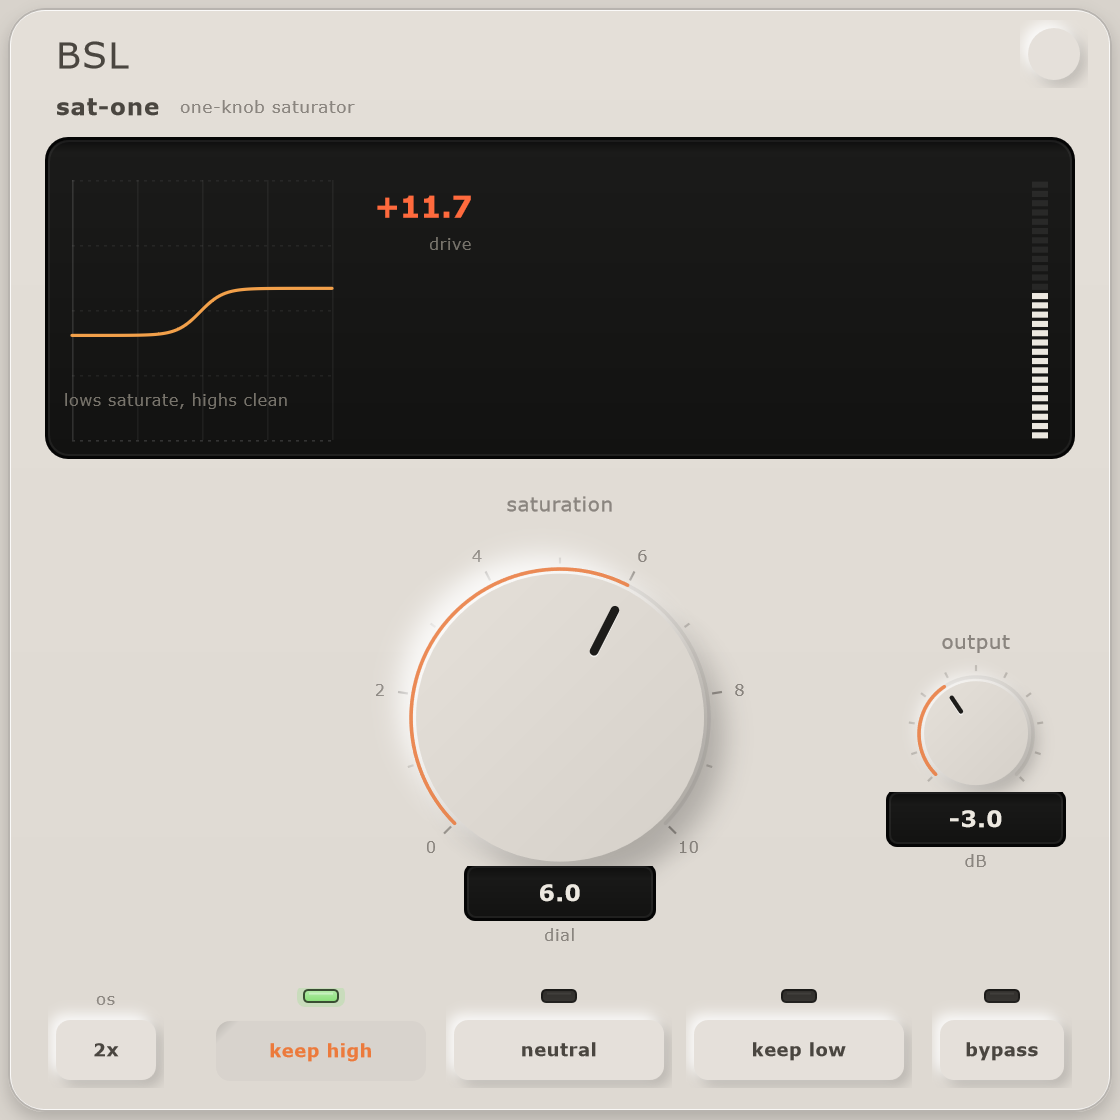 BSL
sat-one one-knob saturator
+11.7
drive
lows saturate, highs clean
saturation
4 6
2 8
0 10
6.0
dial
output
-3.0
dB
os
2x
keep high
neutral
keep low
bypass